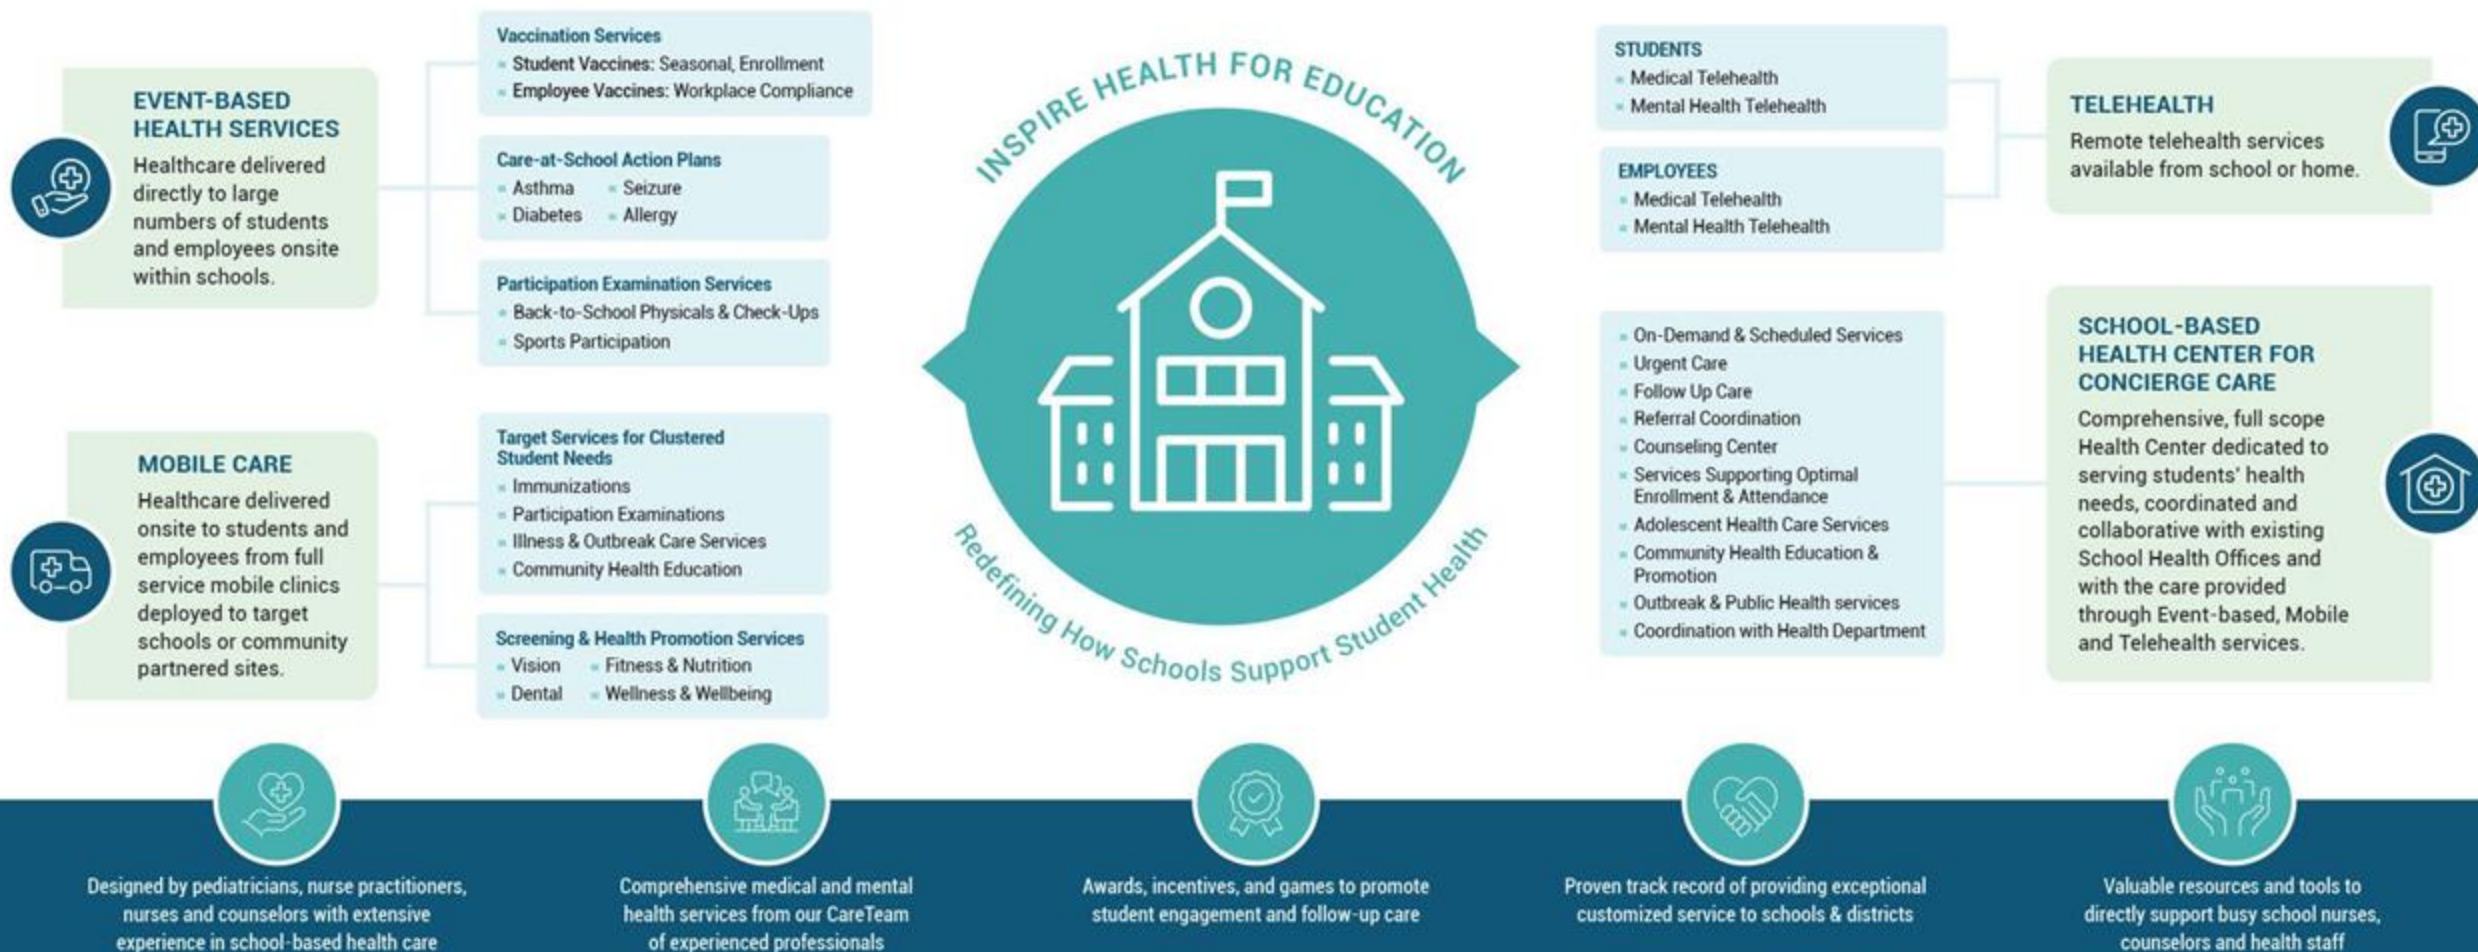 EVENT-BASED
HEALTH SERVICES
Healthcare delivered
directly to large
numbers of students
and employees onsite
within schools.
Vaccination Services
Student Vaccines: Seasonal, Enrollment
Employee Vaccines: Workplace Compliance
Care-at-School Action Plans
Asthma
Seizure
Diabetes
Allergy
Participation Examination Services
Back-to-School Physicals & Check-Ups
Sports Participation
MOBILE CARE
Healthcare delivered
onsite to students and
employees from full
service mobile clinics
deployed to target
schools or community
partnered sites.
Target Services for Clustered
Student Needs
Immunizations
Participation Examinations
Illness & Outbreak Care Services
Community Health Education
Screening & Health Promotion Services
Vision
Fitness & Nutrition
Dental
Wellness & Wellbeing
INSPIRE HEALTH FOR EDUCATION
Redefining How Schools Support Student Health
STUDENTS
Medical Telehealth
Mental Health Telehealth
EMPLOYEES
Medical Telehealth
Mental Health Telehealth
TELEHEALTH
Remote telehealth services
available from school or home.
On-Demand & Scheduled Services
Urgent Care
Follow Up Care
Referral Coordination
Counseling Center
Services Supporting Optimal
Enrollment & Attendance
Adolescent Health Care Services
Community Health Education &
Promotion
Outbreak & Public Health services
Coordination with Health Department
SCHOOL-BASED
HEALTH CENTER FOR
CONCIERGE CARE
Comprehensive, full scope
Health Center dedicated to
serving students' health
needs, coordinated and
collaborative with existing
School Health Offices and
with the care provided
through Event-based, Mobile
and Telehealth services.
Designed by pediatricians, nurse practitioners,
nurses and counselors with extensive
experience in school-based health care
Comprehensive medical and mental
health services from our CareTeam
of experienced professionals
Awards, incentives, and games to promote
student engagement and follow-up care
Proven track record of providing exceptional
customized service to schools & districts
Valuable resources and tools to
directly support busy school nurses,
counselors and health staff